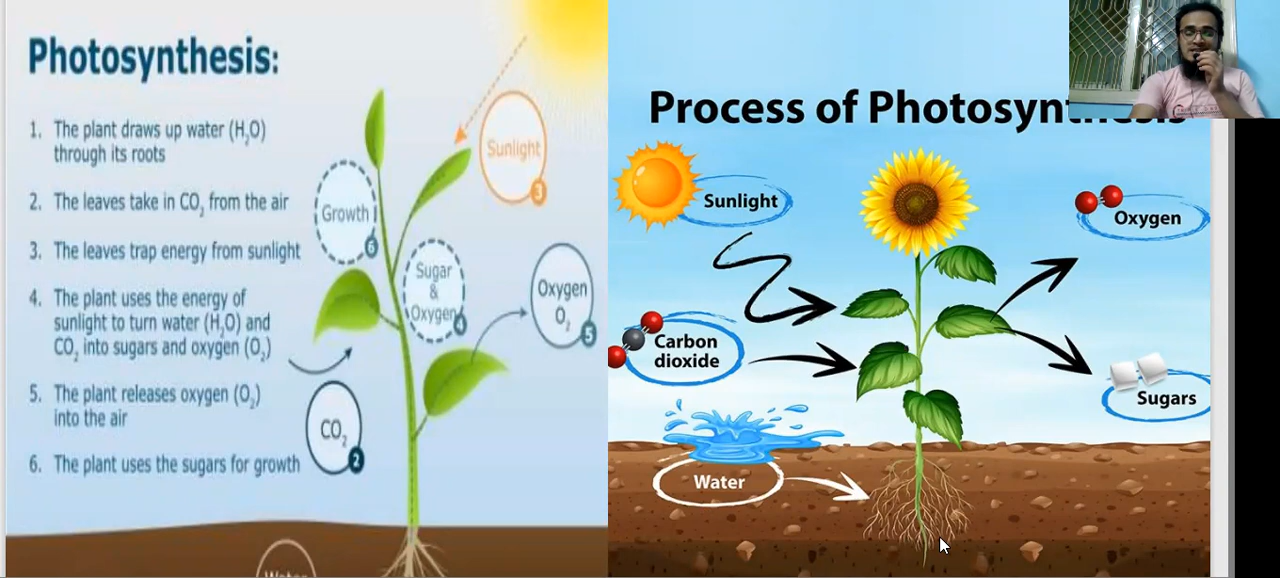 Photosynthesis:
1. The plant draws up water (H₂O)
through its roots
2. The leaves take in CO₂ from the air
3. The leaves trap energy from sunlight
4. The plant uses the energy of
sunlight to turn water (H₂O) and
CO₂ into sugars and oxygen (O₂)
5. The plant releases oxygen (O₂)
into the air
6. The plant uses the sugars for growth
Sunlight
3
Growth
6
Sugar
&
Oxygen
4
Oxygen
O₂
5
CO₂
2
Water
Process of Photosynthesis
Sunlight
Oxygen
Carbon
dioxide
Sugars
Water